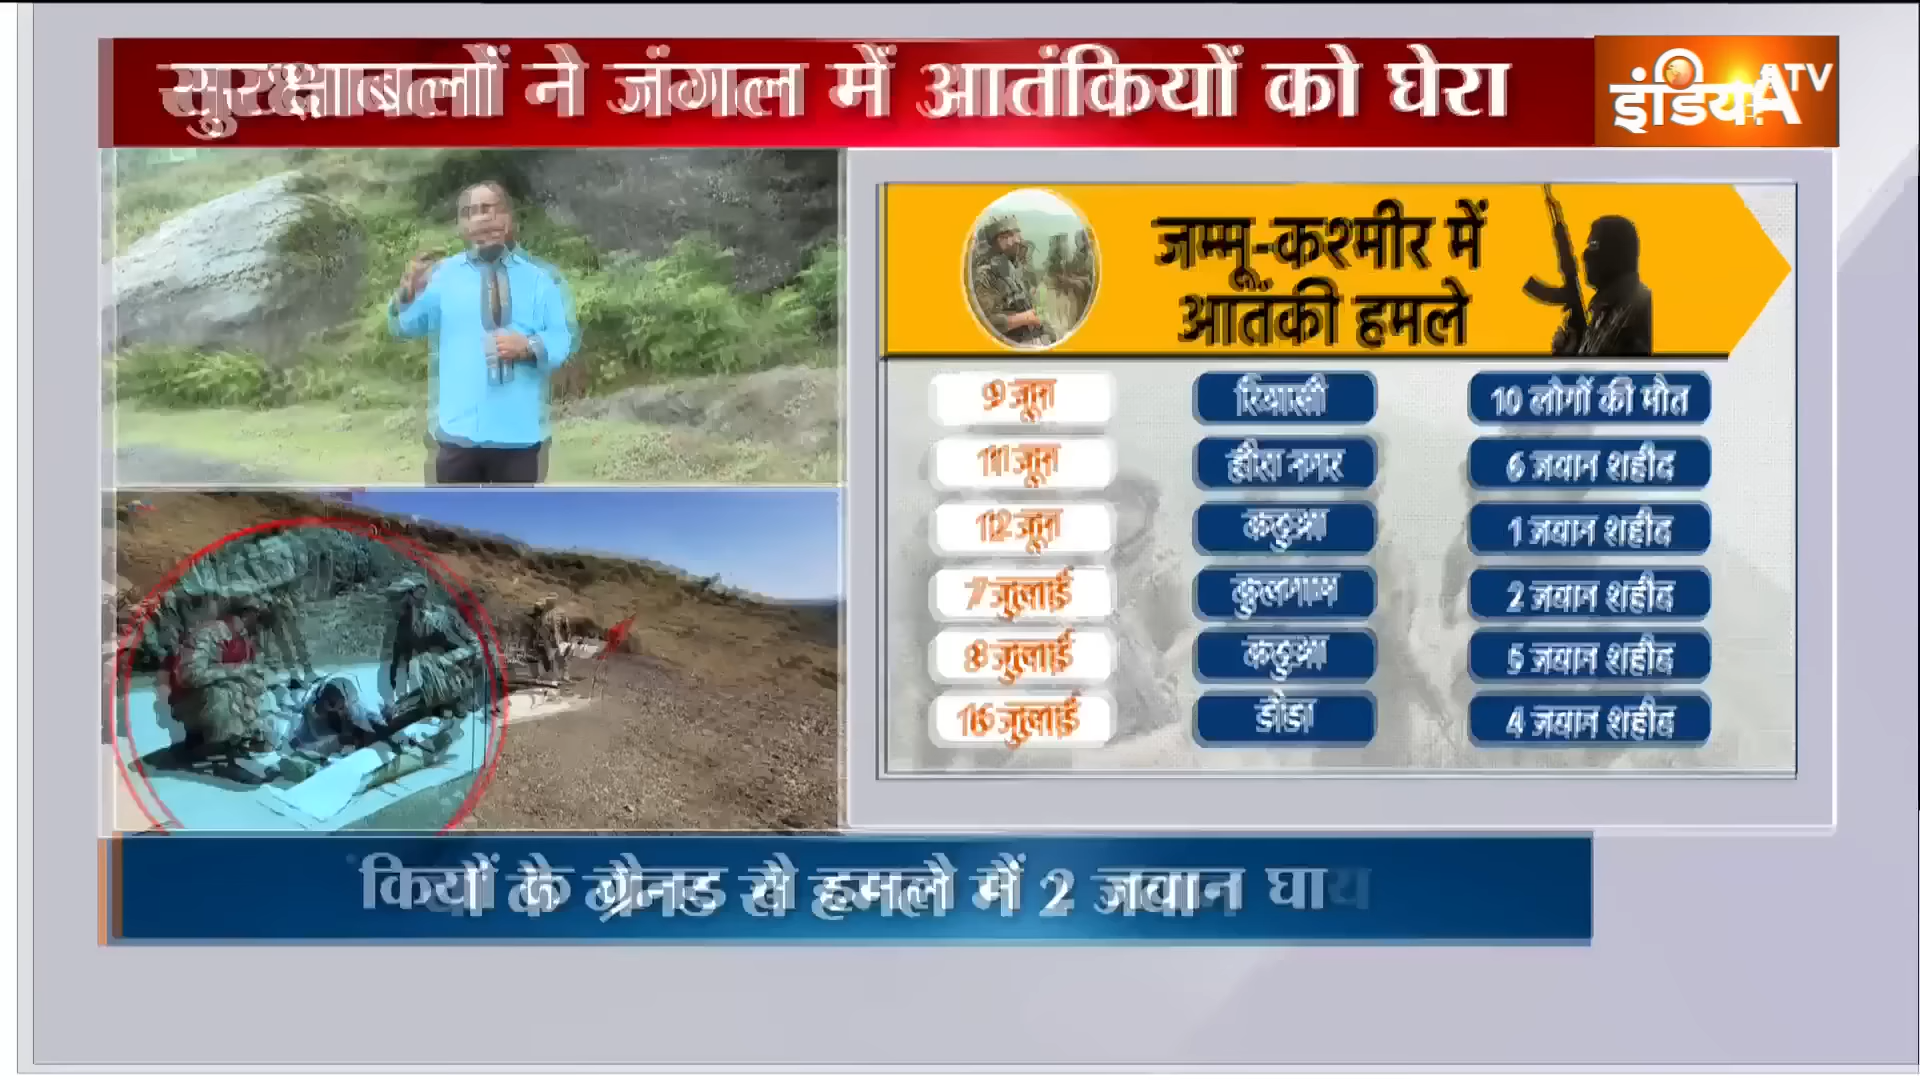 सुरक्षाबलों ने जंगल में आतंकियों को घेरा
इंडिया TV
जम्मू-कश्मीर में
आतंकी हमले
9 जून रियासी 10 लोगों की मौत
11 जून हीरा नगर 6 जवान शहीद
12 जून कठुआ 1 जवान शहीद
7 जुलाई कुलगाम 2 जवान शहीद
8 जुलाई कठुआ 5 जवान शहीद
16 जुलाई डोडा 4 जवान शहीद
कियों के ग्रेनेड से हमले में 2 जवान घाय